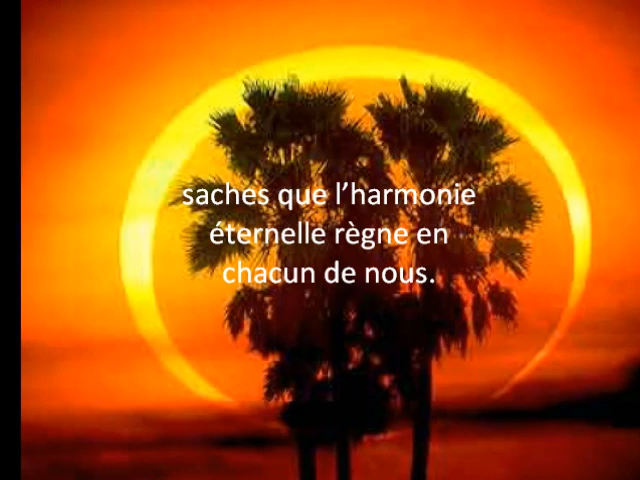 saches que l’harmonie
éternelle règne en
chacun de nous.